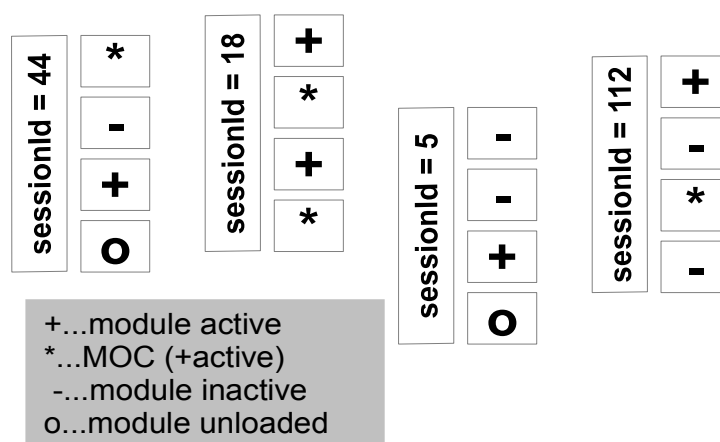 sessionId = 44
*
-
+
o
sessionId = 18
+
*
+
*
sessionId = 5
-
-
+
o
sessionId = 112
+
-
*
-
+...module active
*...MOC (+active)
-...module inactive
o...module unloaded